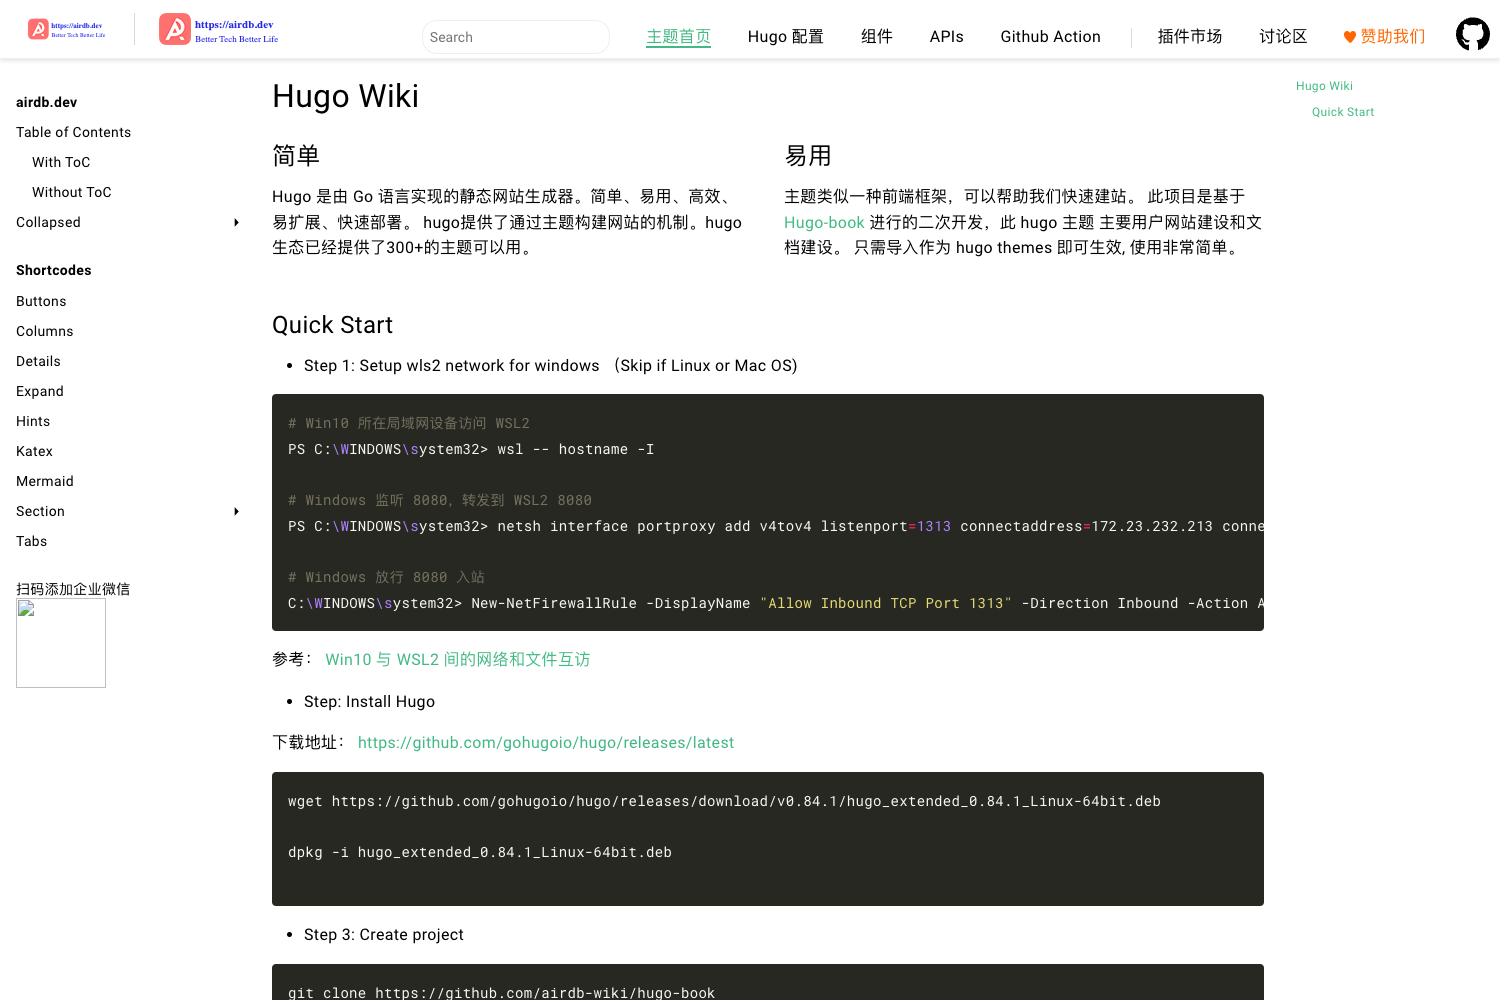 https://airdb.dev
Better Tech Better Life
https://airdb.dev
Better Tech Better Life
Search
主题首页
Hugo 配置
组件
APIs
Github Action
插件市场
讨论区
赞助我们
airdb.dev
Table of Contents
With ToC
Without ToC
Collapsed
Shortcodes
Buttons
Columns
Details
Expand
Hints
Katex
Mermaid
Section
Tabs
扫码添加企业微信
Hugo Wiki
简单
Hugo 是由 Go 语言实现的静态网站生成器。简单、易用、高效、
易扩展、快速部署。 hugo提供了通过主题构建网站的机制。hugo
生态已经提供了300+的主题可以用。
易用
主题类似一种前端框架，可以帮助我们快速建站。 此项目是基于
Hugo-book 进行的二次开发，此 hugo 主题 主要用户网站建设和文
档建设。 只需导入作为 hugo themes 即可生效, 使用非常简单。
Quick Start
Step 1: Setup wls2 network for windows （Skip if Linux or Mac OS)
# Win10 所在局域网设备访问 WSL2
PS C:\WINDOWS\system32> wsl -- hostname -I
# Windows 监听 8080，转发到 WSL2 8080
PS C:\WINDOWS\system32> netsh interface portproxy add v4tov4 listenport=1313 connectaddress=172.23.232.213 conne
# Windows 放行 8080 入站
C:\WINDOWS\system32> New-NetFirewallRule -DisplayName "Allow Inbound TCP Port 1313" -Direction Inbound -Action A
参考： Win10 与 WSL2 间的网络和文件互访
Step: Install Hugo
下载地址： https://github.com/gohugoio/hugo/releases/latest
wget https://github.com/gohugoio/hugo/releases/download/v0.84.1/hugo_extended_0.84.1_Linux-64bit.deb
dpkg -i hugo_extended_0.84.1_Linux-64bit.deb
Step 3: Create project
git clone https://github.com/airdb-wiki/hugo-book
Hugo Wiki
Quick Start